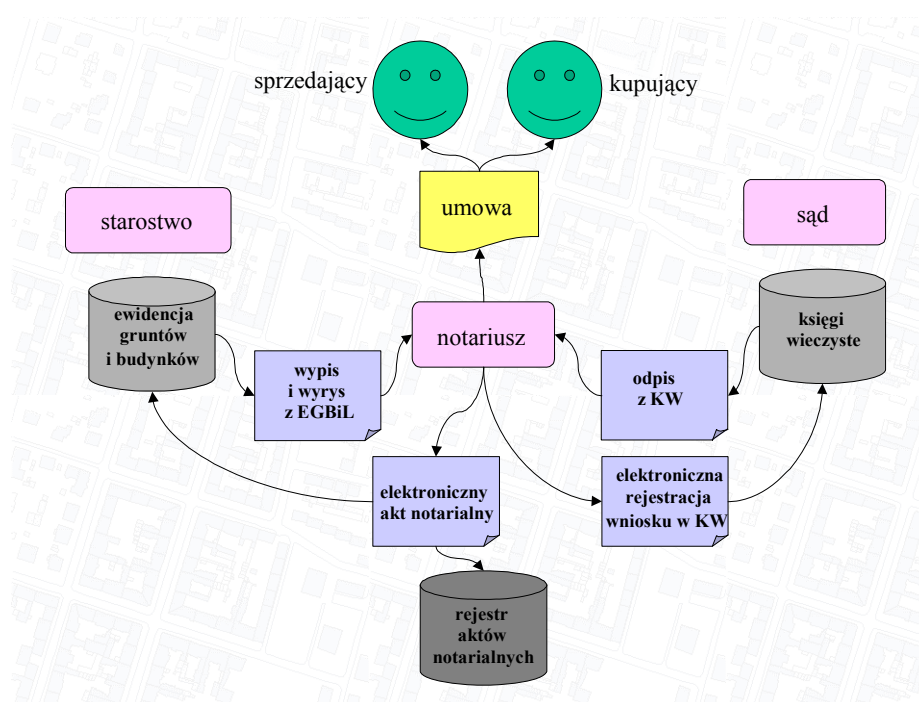 sprzedający
kupujący
umowa
starostwo
sąd
ewidencja
gruntów
i budynków
notariusz
księgi
wieczyste
wypis
i wyrys
z EGBiL
odpis
z KW
elektroniczny
akt notarialny
elektroniczna
rejestracja
wniosku w KW
rejestr
aktów
notarialnych